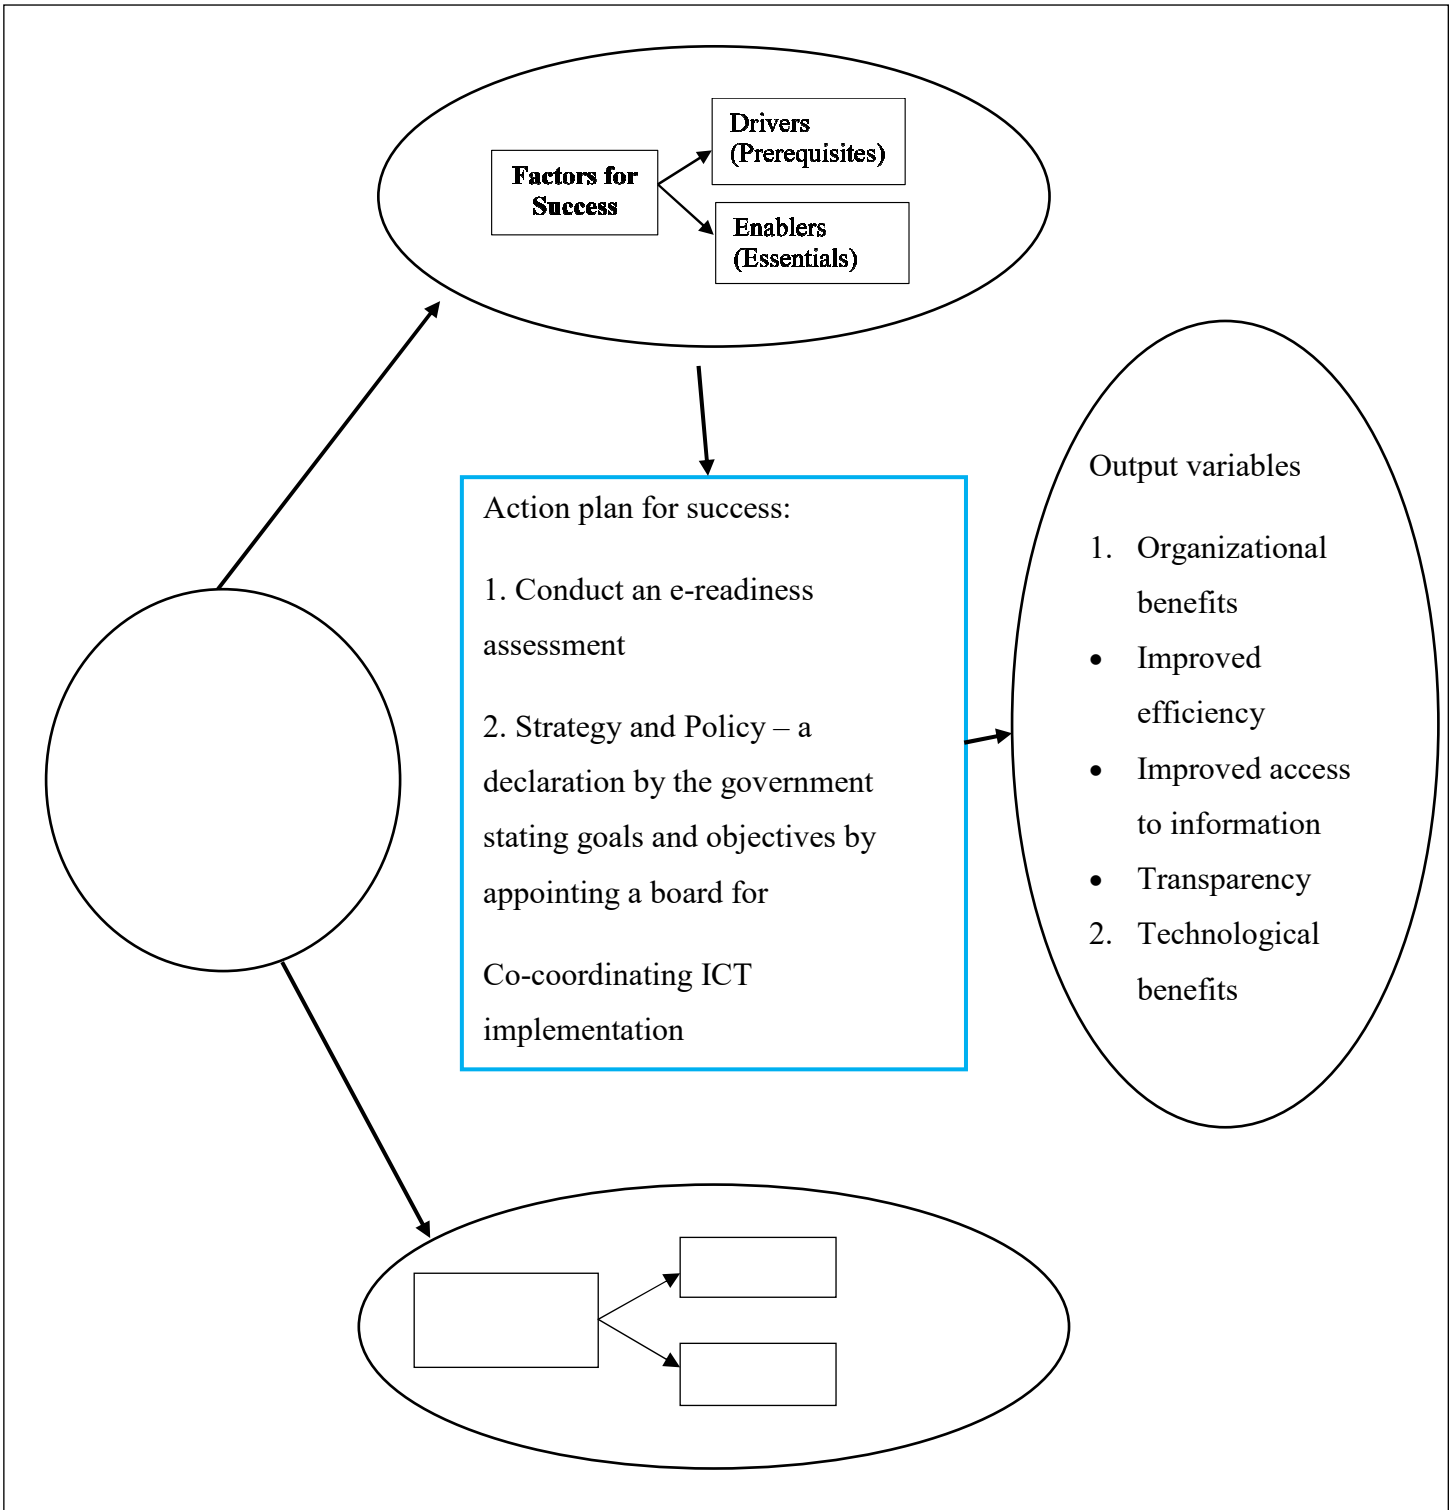 Factors for
Success
Drivers
(Prerequisites)
Enablers
(Essentials)
Action plan for success:
1. Conduct an e-readiness
assessment
2. Strategy and Policy – a
declaration by the government
stating goals and objectives by
appointing a board for
Co-coordinating ICT
implementation
Output variables
1. Organizational
benefits
• Improved
efficiency
• Improved access
to information
• Transparency
2. Technological
benefits